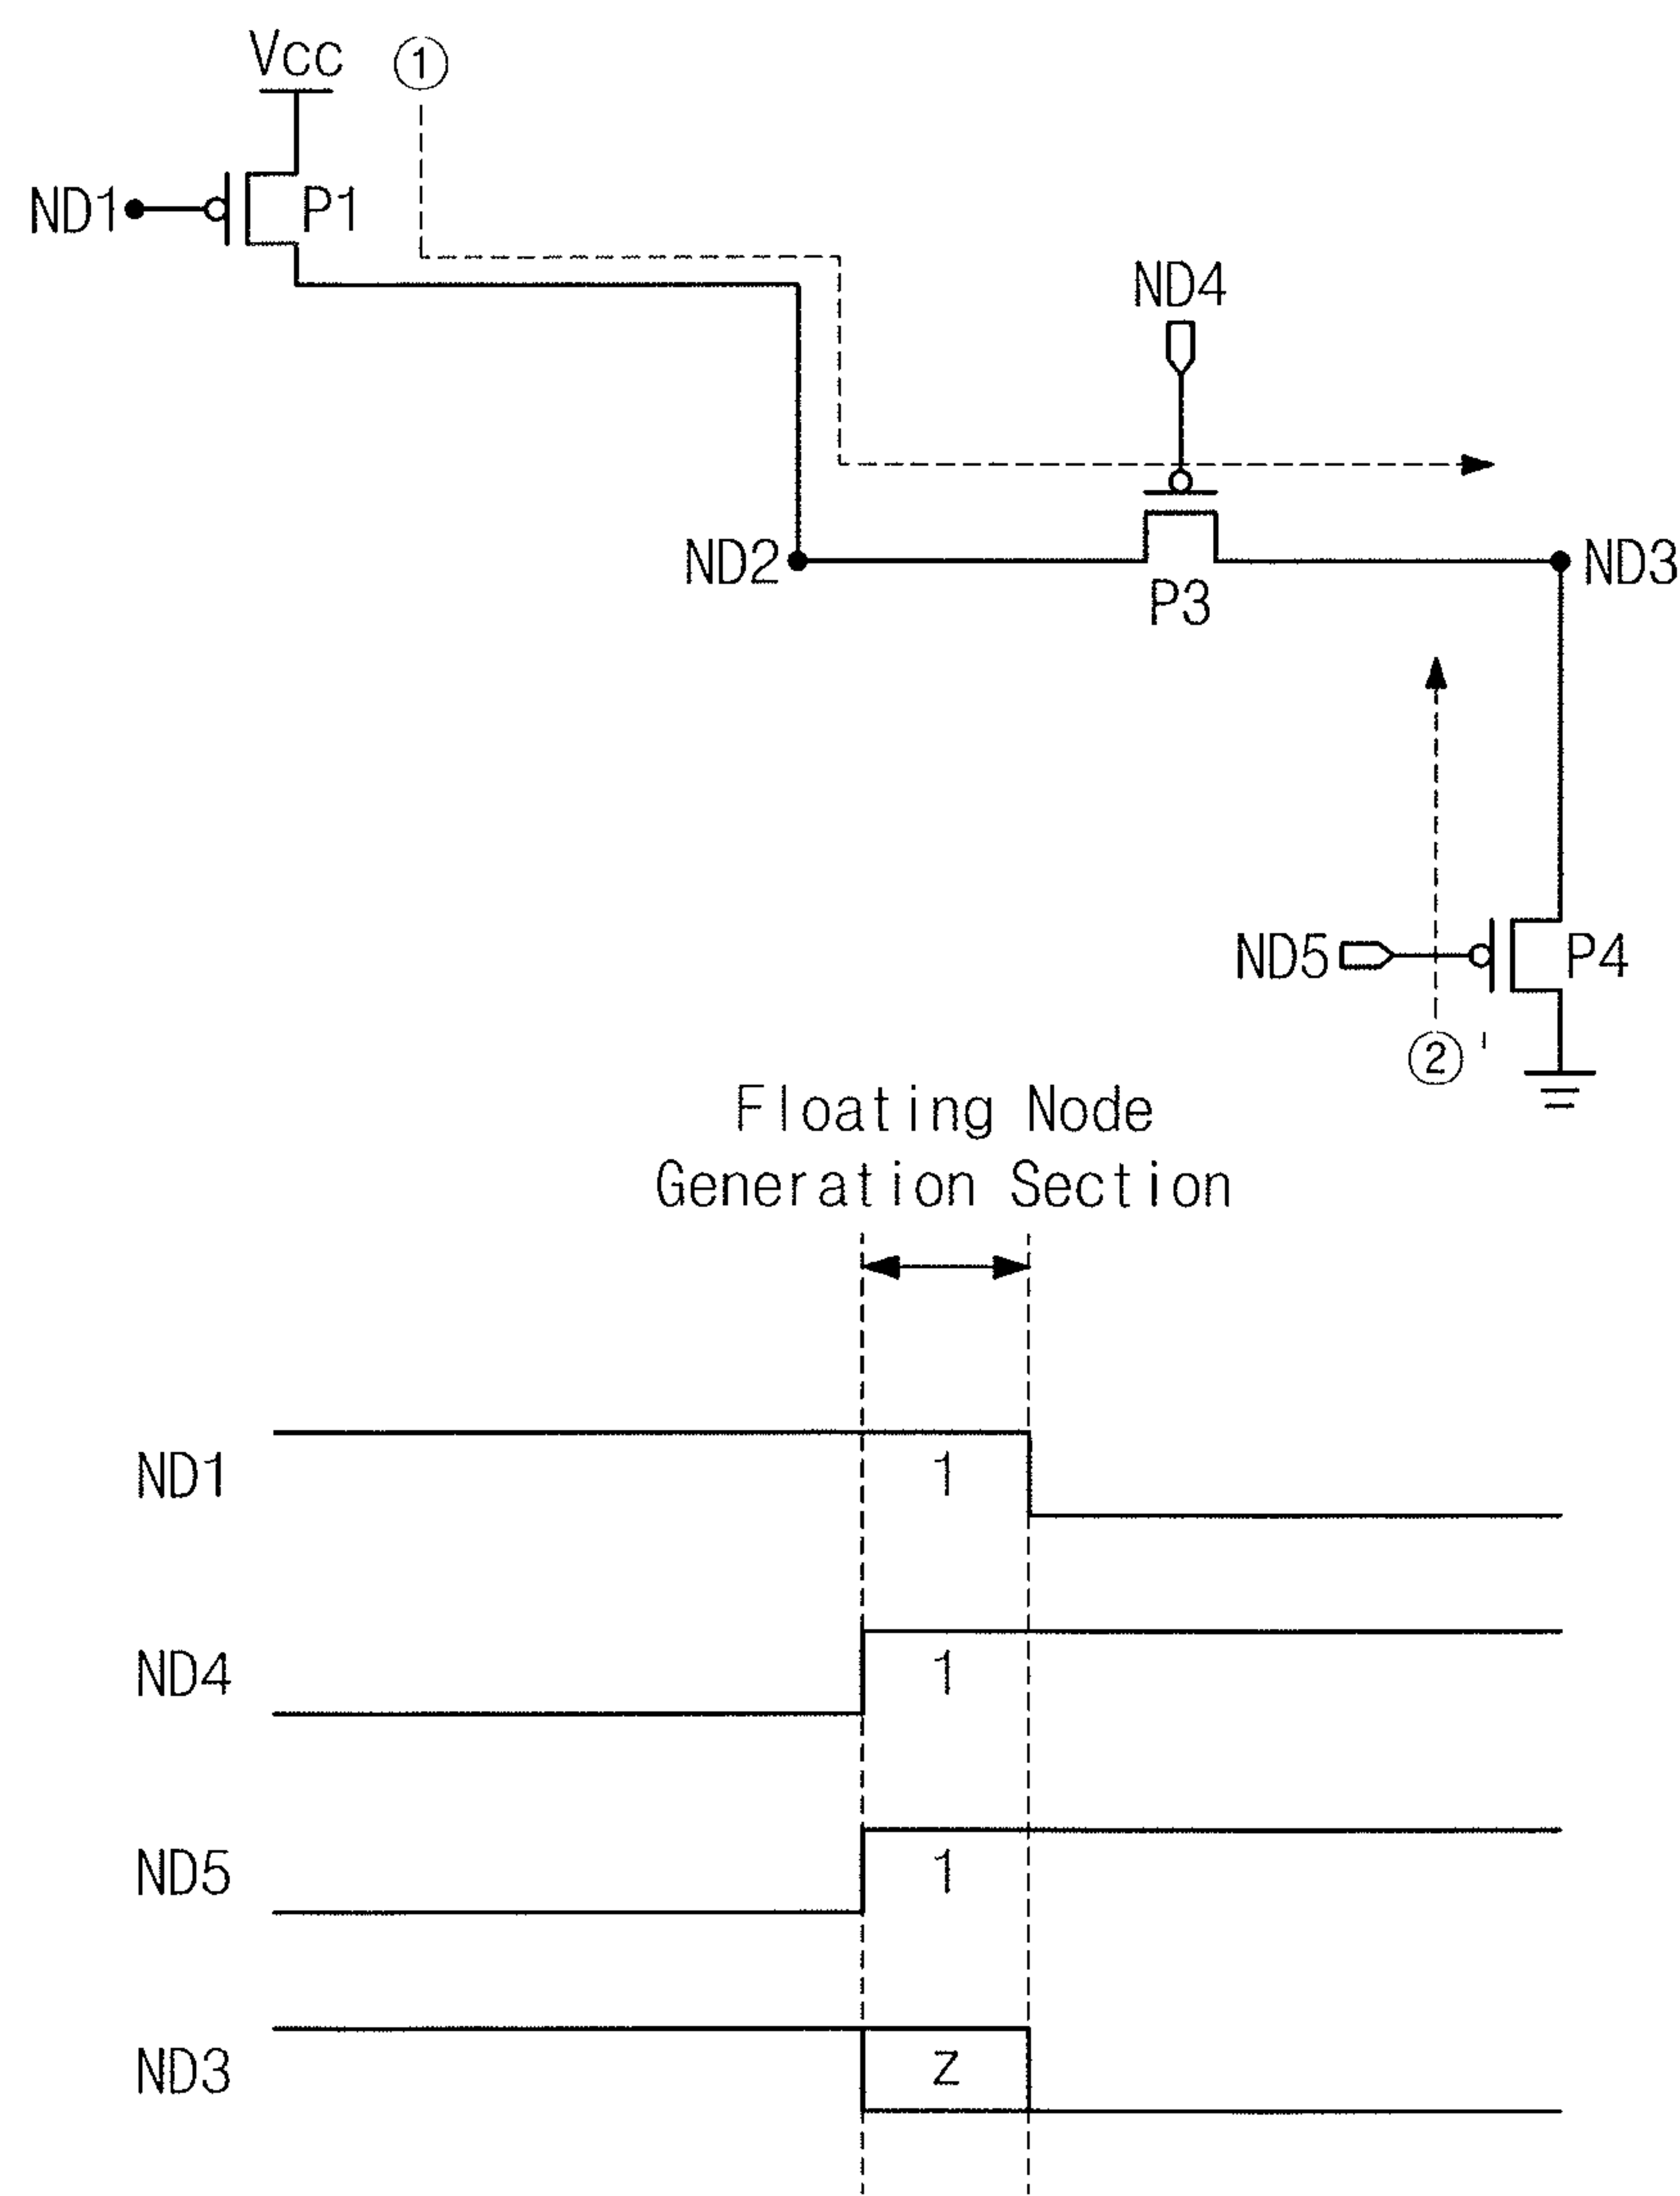 Vcc ①
ND1 P1
ND4
ND2 ND3
P3
ND5 P4
②'
Floating Node
Generation Section
ND1 1
ND4 1
ND5 1
ND3 Z